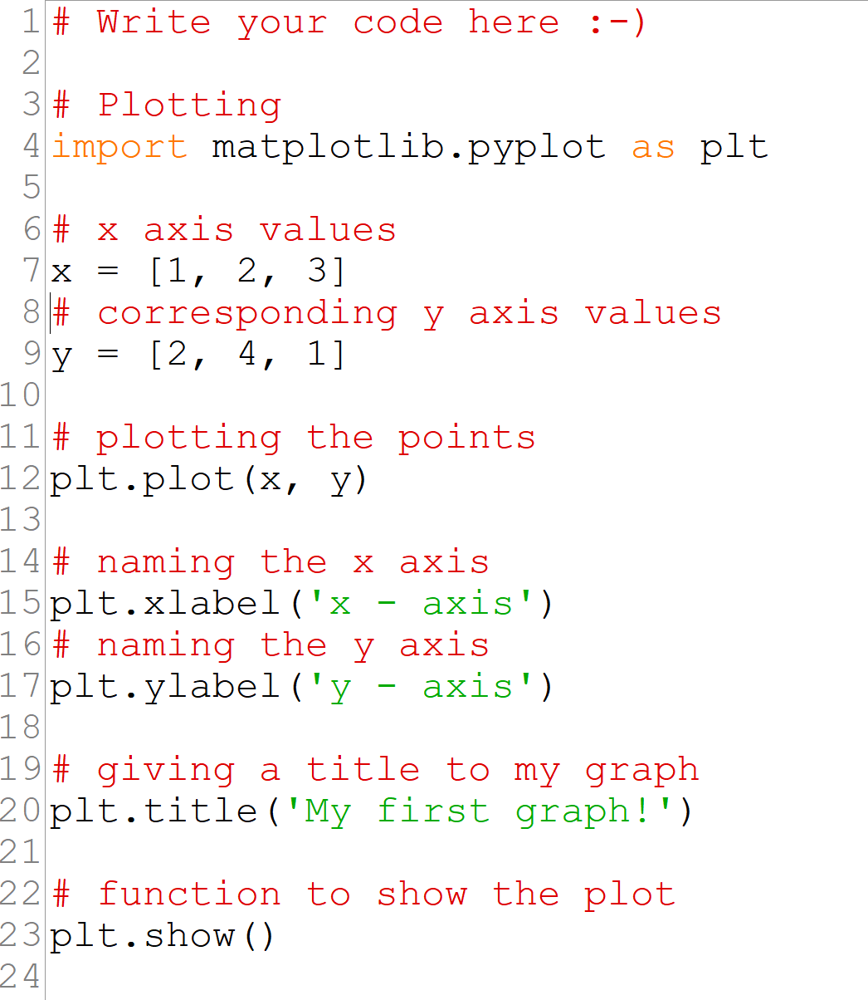 1 # Write your code here :-)
2
3 # Plotting
4 import matplotlib.pyplot as plt
5
6 # x axis values
7 x = [1, 2, 3]
8 # corresponding y axis values
9 y = [2, 4, 1]
10
11 # plotting the points
12 plt.plot(x, y)
13
14 # naming the x axis
15 plt.xlabel('x - axis')
16 # naming the y axis
17 plt.ylabel('y - axis')
18
19 # giving a title to my graph
20 plt.title('My first graph!')
21
22 # function to show the plot
23 plt.show()
24